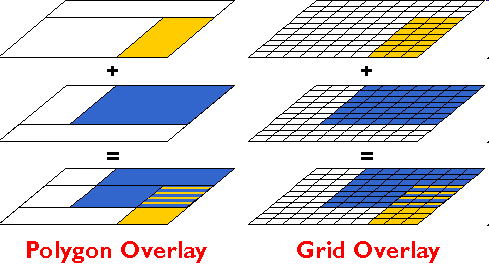 + +
= =
Polygon Overlay Grid Overlay